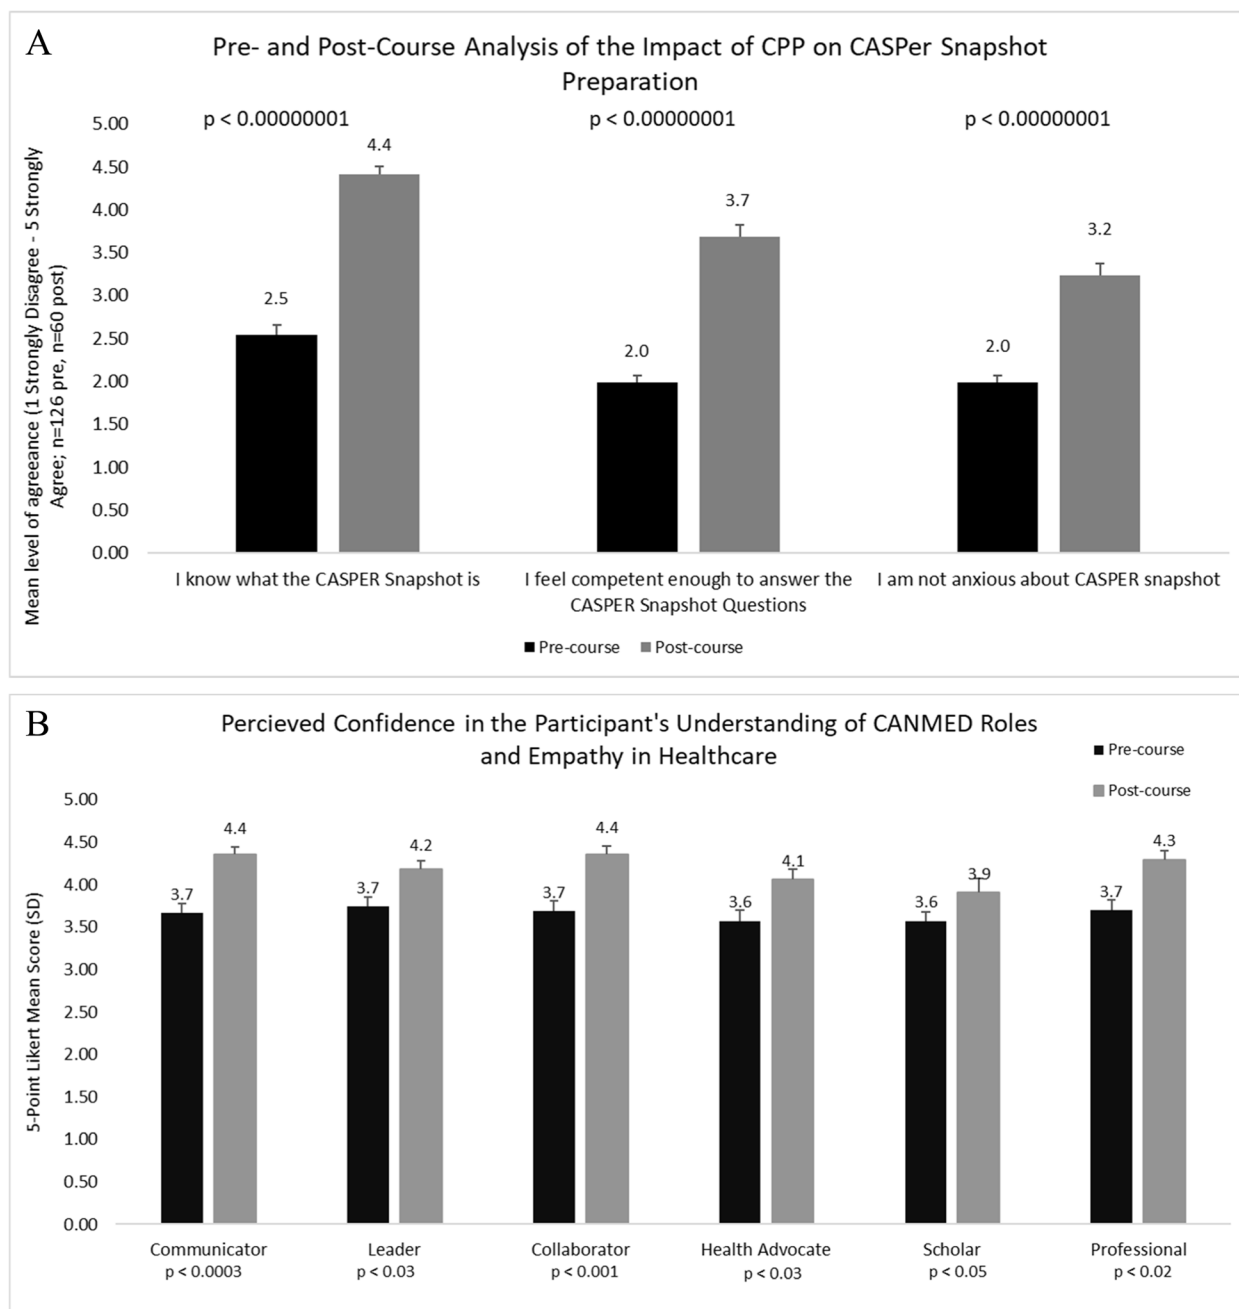 A
Pre- and Post-Course Analysis of the Impact of CPP on CASPer Snapshot
Preparation
p < 0.00000001
p < 0.00000001
p < 0.00000001
Mean level of agreeance (1 Strongly Disagree - 5 Strongly
Agree; n=126 pre, n=60 post)
5.00
4.50
4.00
3.50
3.00
2.50
2.00
1.50
1.00
0.50
0.00
2.5
4.4
2.0
3.7
2.0
3.2
I know what the CASPER Snapshot is
I feel competent enough to answer the
CASPER Snapshot Questions
I am not anxious about CASPER snapshot
Pre-course
Post-course
B
Percieved Confidence in the Participant's Understanding of CANMED Roles
and Empathy in Healthcare
Pre-course
Post-course
5-Point Likert Mean Score (SD)
5.00
4.50
4.00
3.50
3.00
2.50
2.00
1.50
1.00
0.50
0.00
3.7
4.4
3.7
4.2
3.7
4.4
3.6
4.1
3.6
3.9
3.7
4.3
Communicator
p < 0.0003
Leader
p < 0.03
Collaborator
p < 0.001
Health Advocate
p < 0.03
Scholar
p < 0.05
Professional
p < 0.02